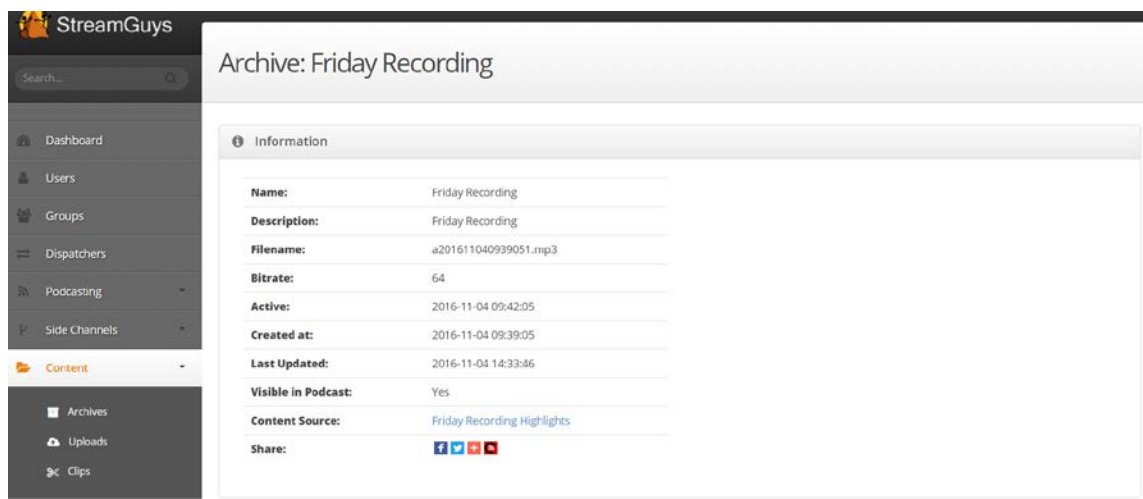 StreamGuys
Search...
Dashboard
Users
Groups
Dispatchers
Podcasting
Side Channels
Content
Archives
Uploads
Clips
Archive: Friday Recording
Information
Name: Friday Recording
Description: Friday Recording
Filename: a201611040939051.mp3
Bitrate: 64
Active: 2016-11-04 09:42:05
Created at: 2016-11-04 09:39:05
Last Updated: 2016-11-04 14:33:46
Visible in Podcast: Yes
Content Source: Friday Recording Highlights
Share: